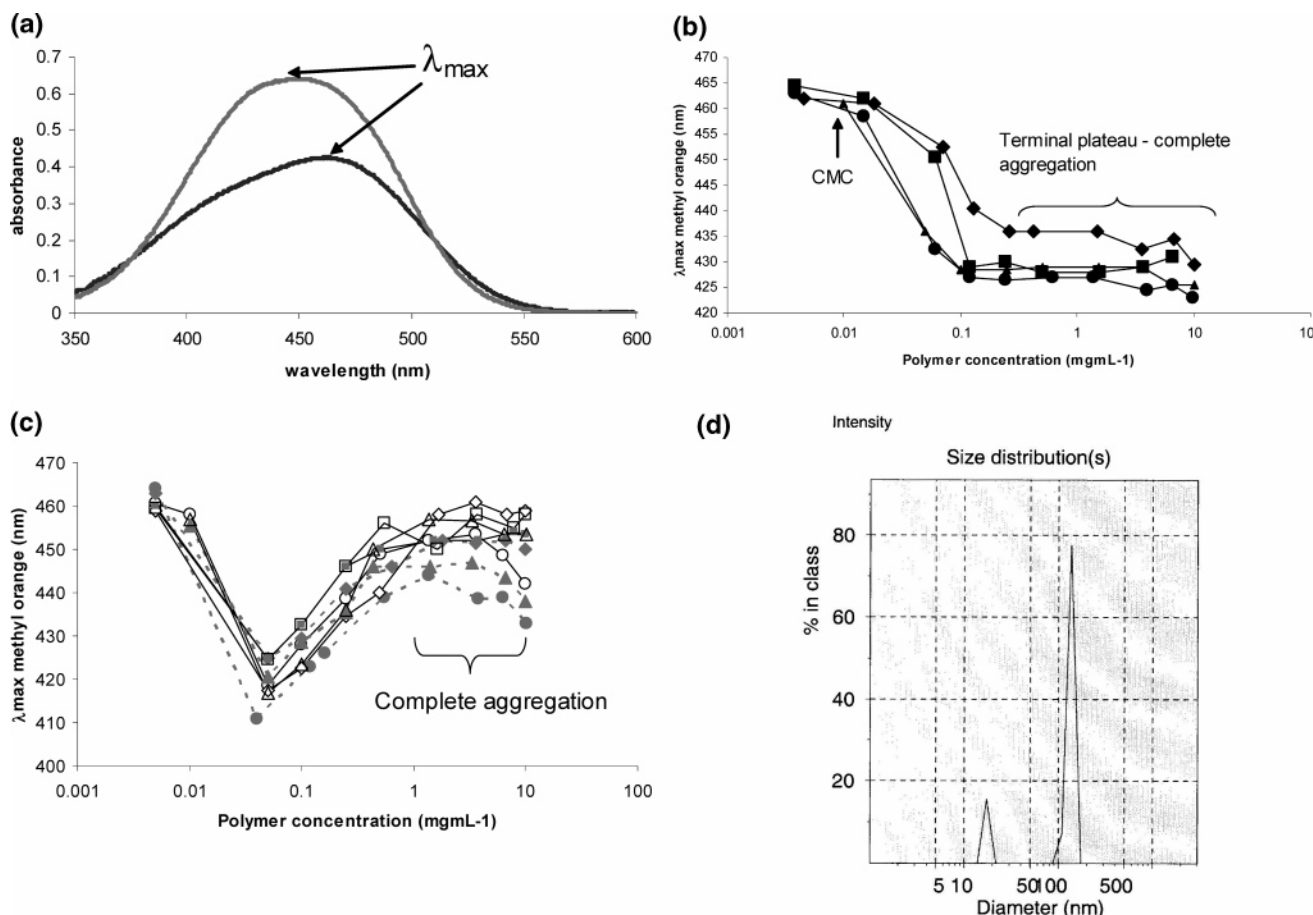 (a)
λmax
0.7
0.6
0.5
0.4
0.3
0.2
0.1
0
absorbance
350 400 450 500 550 600
wavelength (nm)
(b)
470
465
460
455
450
445
440
435
430
425
420
λmax methyl orange (nm)
CMC
Terminal plateau - complete
aggregation
0.001 0.01 0.1 1 10 10
Polymer concentration (mgmL-1)
(c)
470
460
450
440
430
420
410
400
λmax methyl orange (nm)
Complete aggregation
0.001 0.01 0.1 1 10 100
Polymer concentration (mgmL-1)
(d)
Intensity
Size distribution(s)
80
60
40
20
% in class
5 10 50 100 500
Diameter (nm)